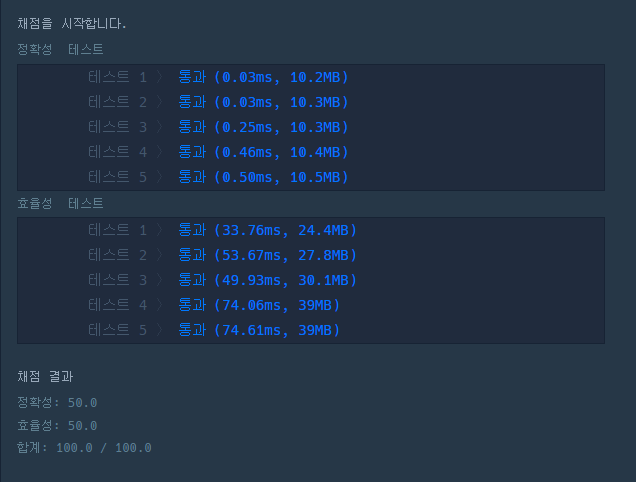 채점을 시작합니다.
정확성 테스트
테스트 1 〉 통과 (0.03ms, 10.2MB)
테스트 2 〉 통과 (0.03ms, 10.3MB)
테스트 3 〉 통과 (0.25ms, 10.3MB)
테스트 4 〉 통과 (0.46ms, 10.4MB)
테스트 5 〉 통과 (0.50ms, 10.5MB)
효율성 테스트
테스트 1 〉 통과 (33.76ms, 24.4MB)
테스트 2 〉 통과 (53.67ms, 27.8MB)
테스트 3 〉 통과 (49.93ms, 30.1MB)
테스트 4 〉 통과 (74.06ms, 39MB)
테스트 5 〉 통과 (74.61ms, 39MB)
채점 결과
정확성: 50.0
효율성: 50.0
합계: 100.0 / 100.0